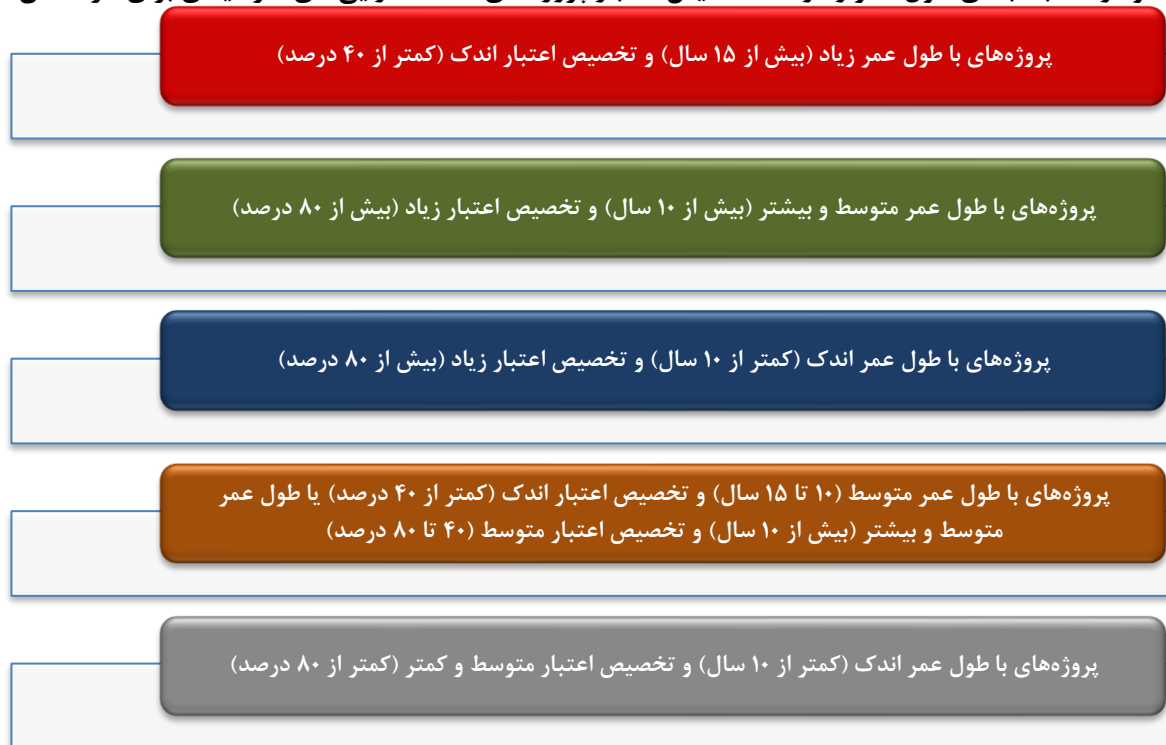 پروژه‌های با طول عمر زیاد (بیش از ۱۵ سال) و تخصیص اعتبار اندک (کمتر از ۴۰ درصد)
پروژه‌های با طول عمر متوسط و بیشتر (بیش از ۱۰ سال) و تخصیص اعتبار زیاد (بیش از ۸۰ درصد)
پروژه‌های با طول عمر اندک (کمتر از ۱۰ سال) و تخصیص اعتبار زیاد (بیش از ۸۰ درصد)
پروژه‌های با طول عمر متوسط (۱۰ تا ۱۵ سال) و تخصیص اعتبار اندک (کمتر از ۴۰ درصد) یا طول عمر
متوسط و بیشتر (بیش از ۱۰ سال) و تخصیص اعتبار متوسط (۴۰ تا ۸۰ درصد)
پروژه‌های با طول عمر اندک (کمتر از ۱۰ سال) و تخصیص اعتبار متوسط و کمتر (کمتر از ۸۰ درصد)